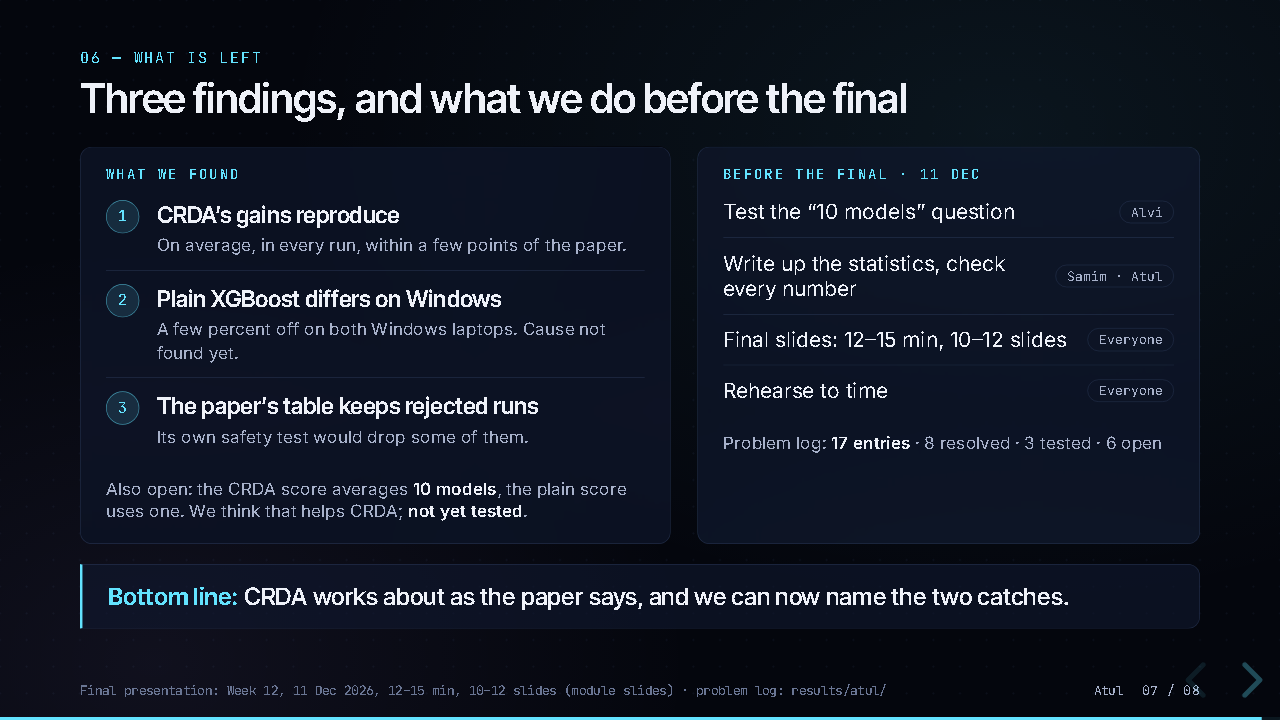 06 — WHAT IS LEFT
Three findings, and what we do before the final
WHAT WE FOUND
1
CRDA’s gains reproduce
On average, in every run, within a few points of the paper.
2
Plain XGBoost differs on Windows
A few percent off on both Windows laptops. Cause not
found yet.
3
The paper’s table keeps rejected runs
Its own safety test would drop some of them.
Also open: the CRDA score averages 10 models, the plain score
uses one. We think that helps CRDA; not yet tested.
BEFORE THE FINAL · 11 DEC
Test the “10 models” question
Alvi
Write up the statistics, check
every number
Samim · Atul
Final slides: 12–15 min, 10–12 slides
Everyone
Rehearse to time
Everyone
Problem log: 17 entries · 8 resolved · 3 tested · 6 open
Bottom line: CRDA works about as the paper says, and we can now name the two catches.
Final presentation: Week 12, 11 Dec 2026, 12–15 min, 10–12 slides (module slides) · problem log: results/atul/
Atul 07 / 08